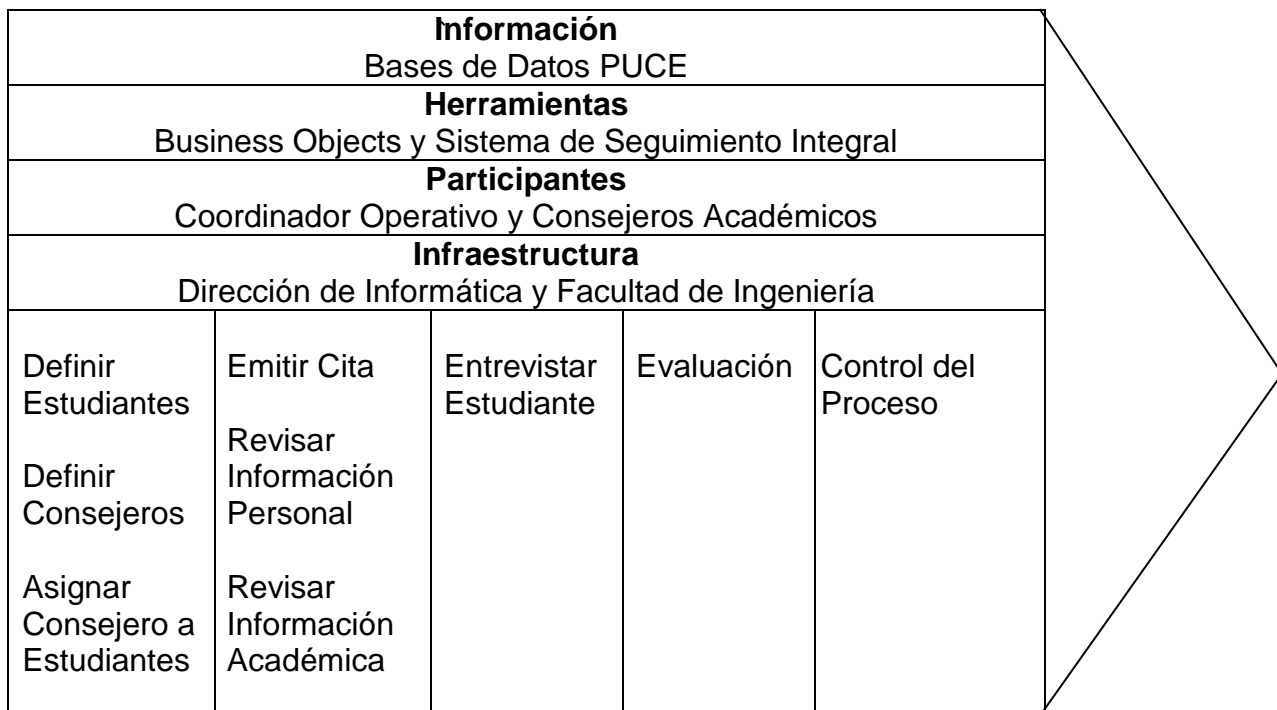 Información
Bases de Datos PUCE
Herramientas
Business Objects y Sistema de Seguimiento Integral
Participantes
Coordinador Operativo y Consejeros Académicos
Infraestructura
Dirección de Informática y Facultad de Ingeniería
Definir
Estudiantes
Definir
Consejeros
Asignar
Consejero a
Estudiantes
Emitir Cita
Revisar
Información
Personal
Revisar
Información
Académica
Entrevistar
Estudiante
Evaluación
Control del
Proceso